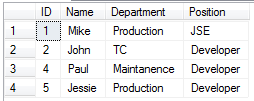 ID Name Department Position
1 1 Mike Production JSE
2 2 John TC Developer
3 4 Paul Maintanence Developer
4 5 Jessie Production Developer